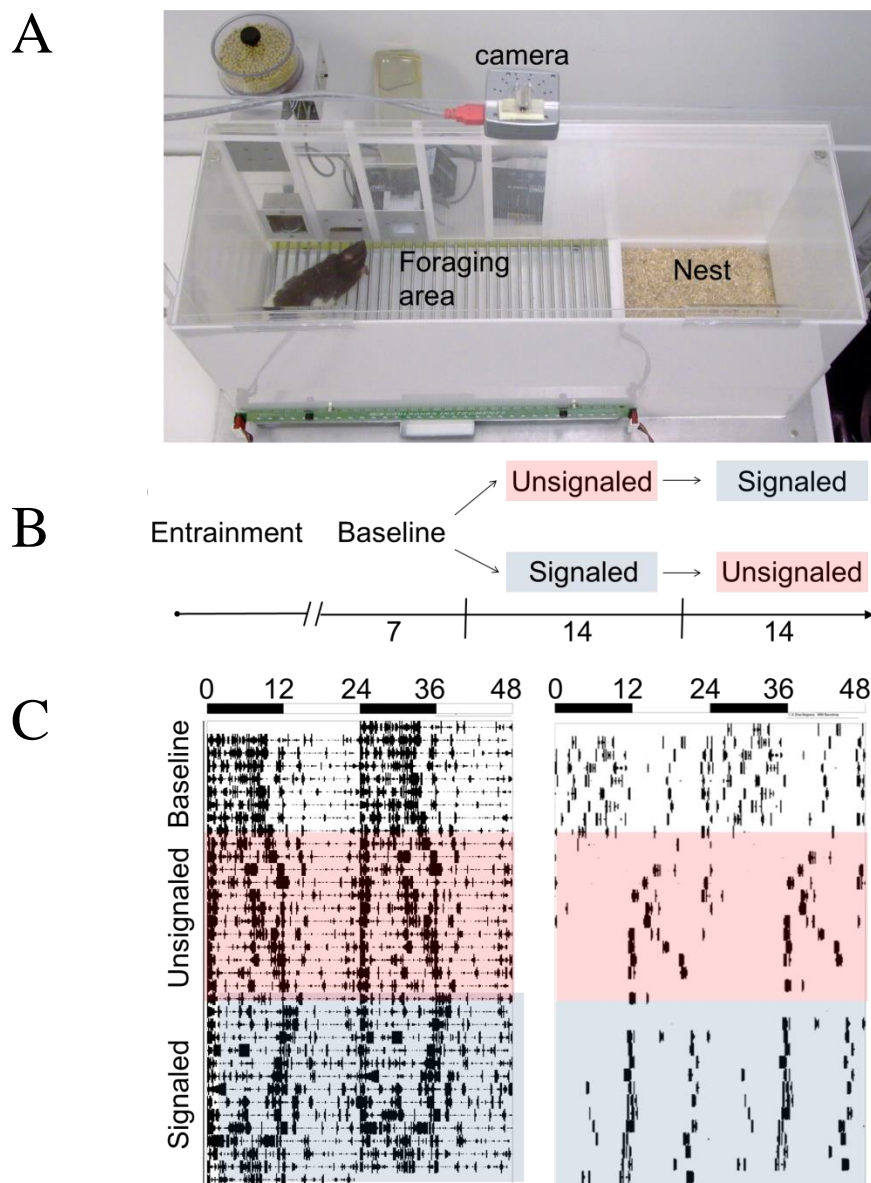 A
camera
Foraging
area
Nest
B
Unsignaled
Signaled
Entrainment
Baseline
Signaled
Unsignaled
7
14
14
C
0 12 24 36 48
0 12 24 36 48
Baseline
Unsignaled
Signaled